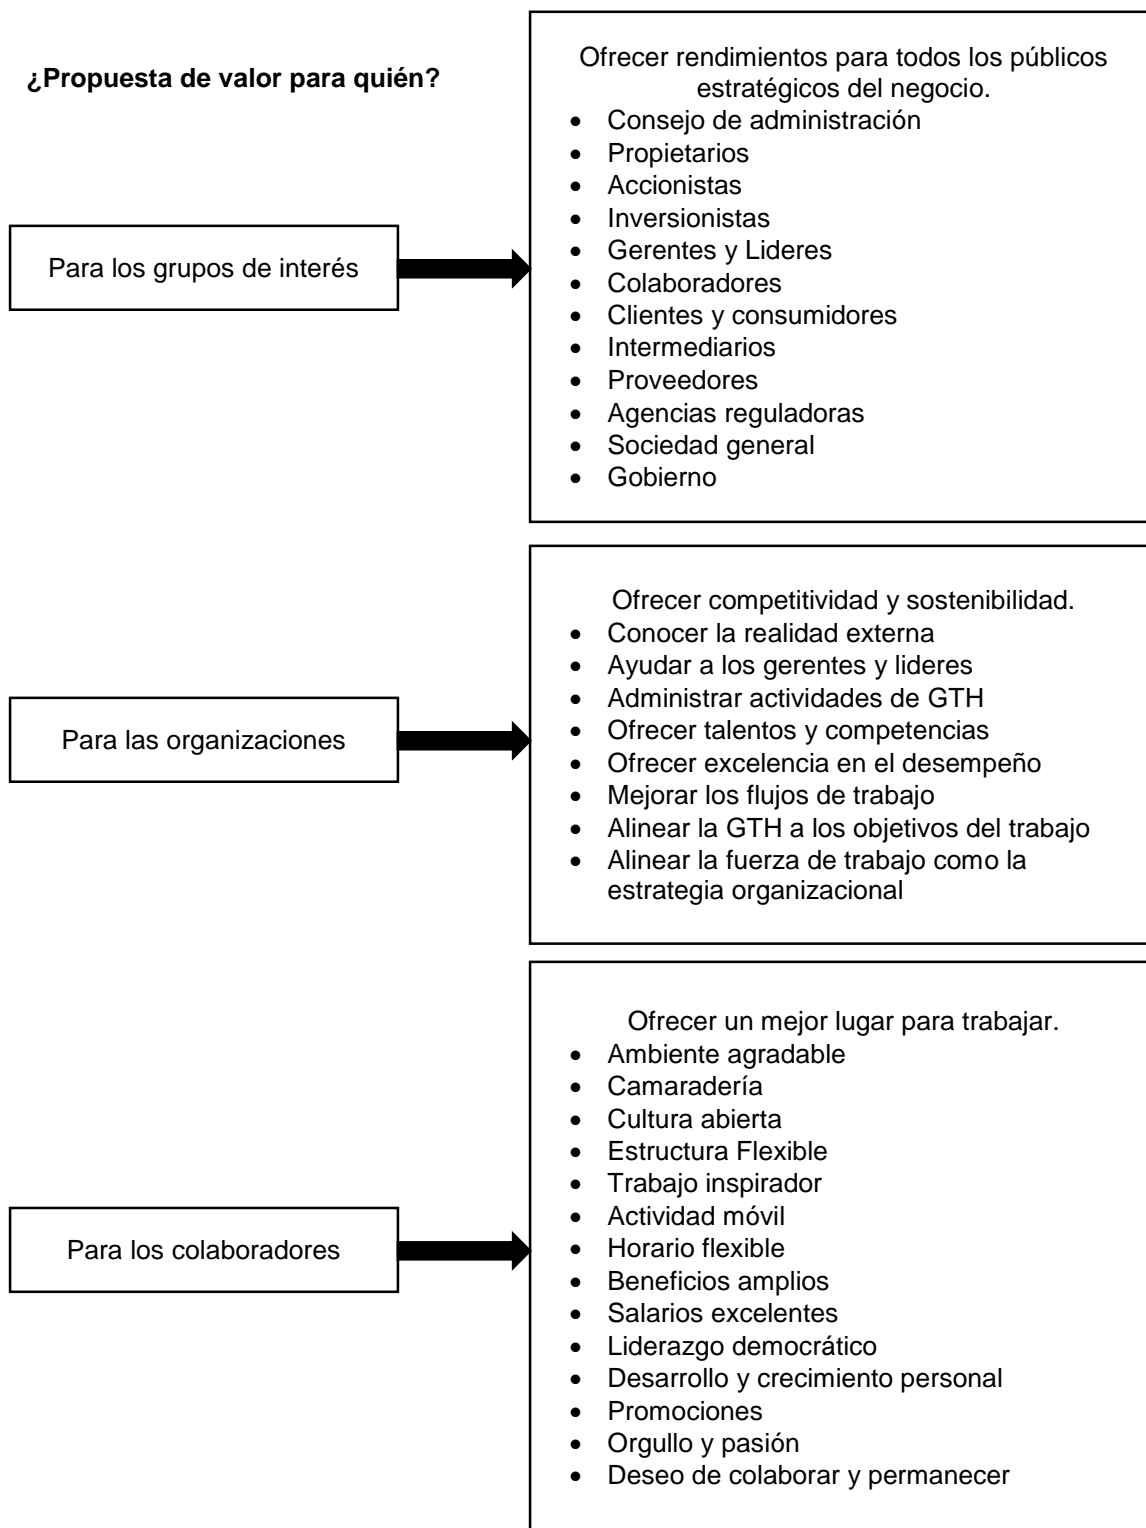 ¿Propuesta de valor para quién?
Para los grupos de interés
Ofrecer rendimientos para todos los públicos
estratégicos del negocio.
• Consejo de administración
• Propietarios
• Accionistas
• Inversionistas
• Gerentes y Lideres
• Colaboradores
• Clientes y consumidores
• Intermediarios
• Proveedores
• Agencias reguladoras
• Sociedad general
• Gobierno
Para las organizaciones
Ofrecer competitividad y sostenibilidad.
• Conocer la realidad externa
• Ayudar a los gerentes y lideres
• Administrar actividades de GTH
• Ofrecer talentos y competencias
• Ofrecer excelencia en el desempeño
• Mejorar los flujos de trabajo
• Alinear la GTH a los objetivos del trabajo
• Alinear la fuerza de trabajo como la
estrategia organizacional
Para los colaboradores
Ofrecer un mejor lugar para trabajar.
• Ambiente agradable
• Camaradería
• Cultura abierta
• Estructura Flexible
• Trabajo inspirador
• Actividad móvil
• Horario flexible
• Beneficios amplios
• Salarios excelentes
• Liderazgo democrático
• Desarrollo y crecimiento personal
• Promociones
• Orgullo y pasión
• Deseo de colaborar y permanecer